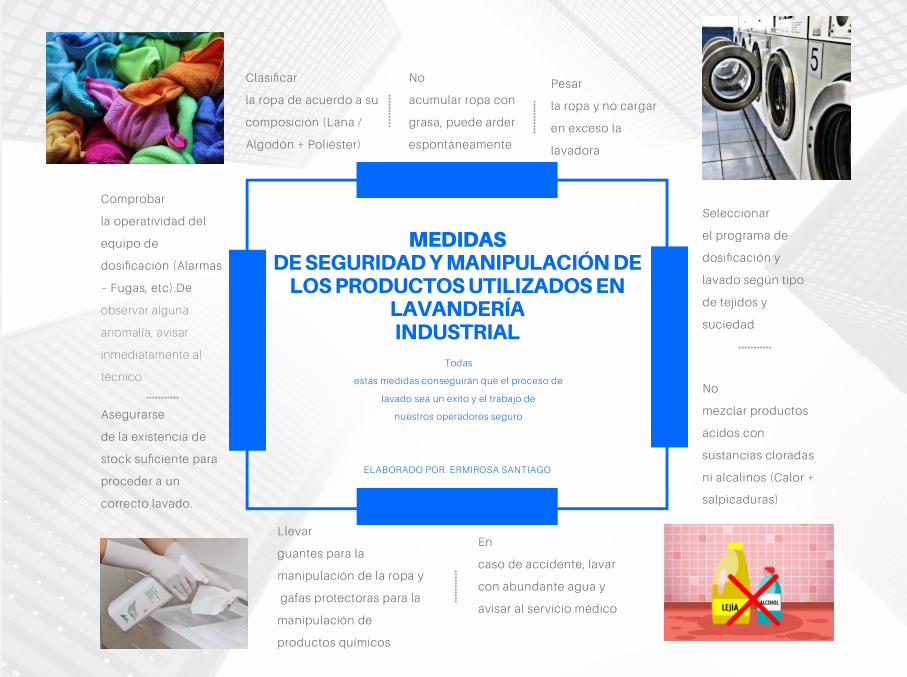 Clasificar
la ropa de acuerdo a su
composición (Lana /
Algodón + Poliéster)
No
acumular ropa con
grasa, puede arder
espontáneamente
Pesar
la ropa y no cargar
en exceso la
lavadora
5
Comprobar
la operatividad del
equipo de
dosificación (Alarmas
– Fugas, etc).De
observar alguna
anomalía, avisar
inmediatamente al
técnico.
Asegurarse
de la existencia de
stock suficiente para
proceder a un
correcto lavado.
MEDIDAS
DE SEGURIDAD Y MANIPULACIÓN DE
LOS PRODUCTOS UTILIZADOS EN
LAVANDERÍA
INDUSTRIAL
Todas
estas medidas conseguirán que el proceso de
lavado sea un éxito y el trabajo de
nuestros operadores seguro
ELABORADO POR: ERMIROSA SANTIAGO
Seleccionar
el programa de
dosificación y
lavado según tipo
de tejidos y
suciedad
No
mezclar productos
ácidos con
sustancias cloradas
ni alcalinos (Calor +
salpicaduras)
Llevar
guantes para la
manipulación de la ropa y
gafas protectoras para la
manipulación de
productos químicos
En
caso de accidente, lavar
con abundante agua y
avisar al servicio médico
LEJÍA
ALCOHOL